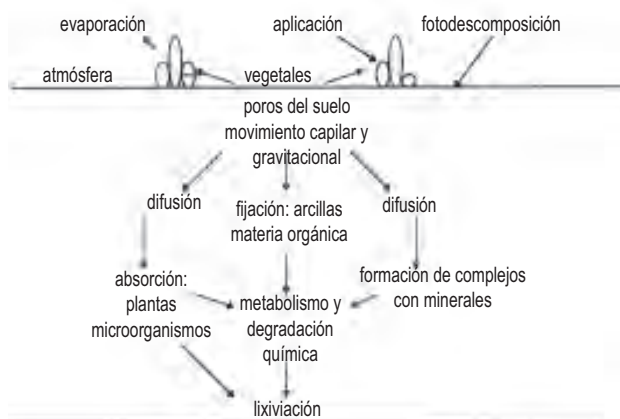 evaporación aplicación fotodescomposición
atmósfera vegetales
poros del suelo
movimiento capilar y
gravitacional
difusión fijación: arcillas difusión
materia orgánica
absorción: formación de complejos
plantas metabolismo y con minerales
microorganismos degradación
química
lixiviación